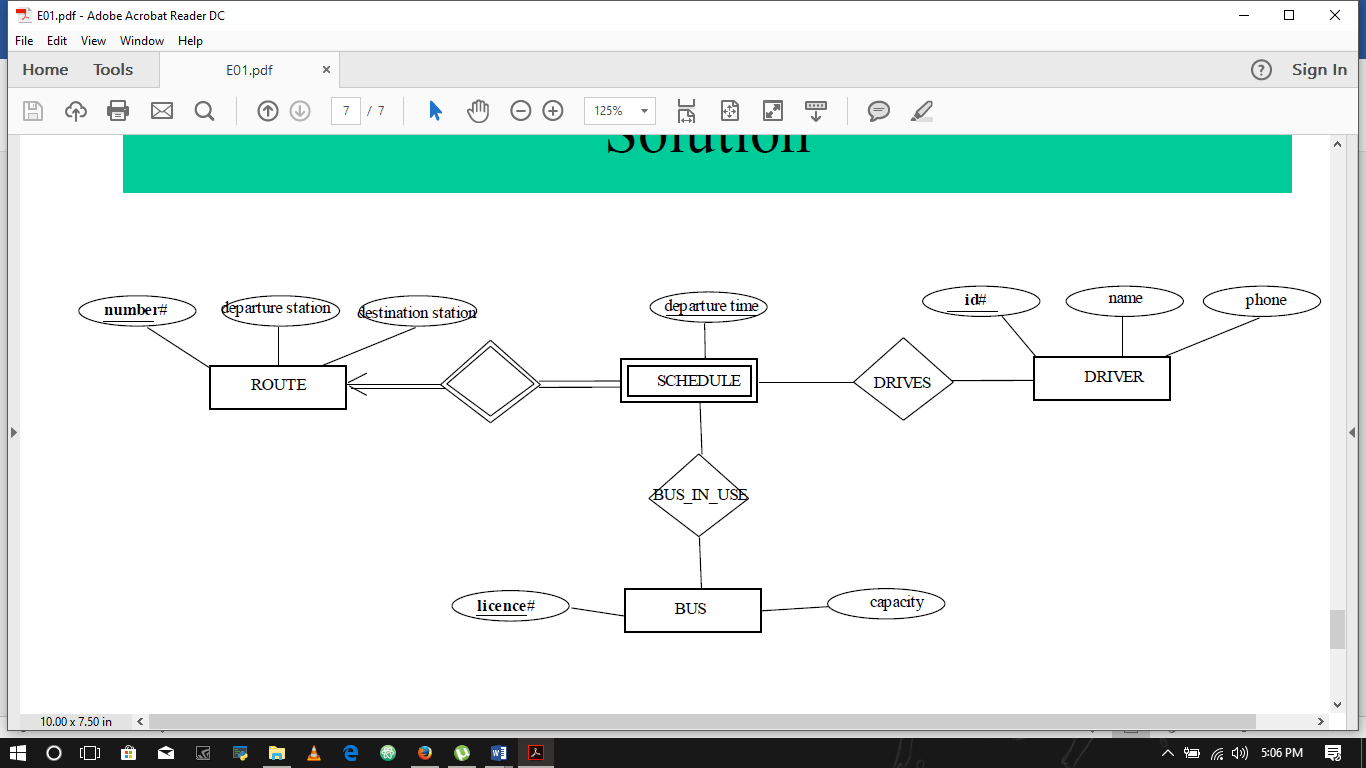 E01.pdf - Adobe Acrobat Reader DC
File Edit View Window Help
Home Tools E01.pdf × ? Sign In
7 / 7 125%
Solution
number# departure station destination station departure time id# name phone
ROUTE SCHEDULE DRIVES DRIVER
BUS_IN_USE
licence# BUS capacity
10.00 x 7.50 in
5:06 PM